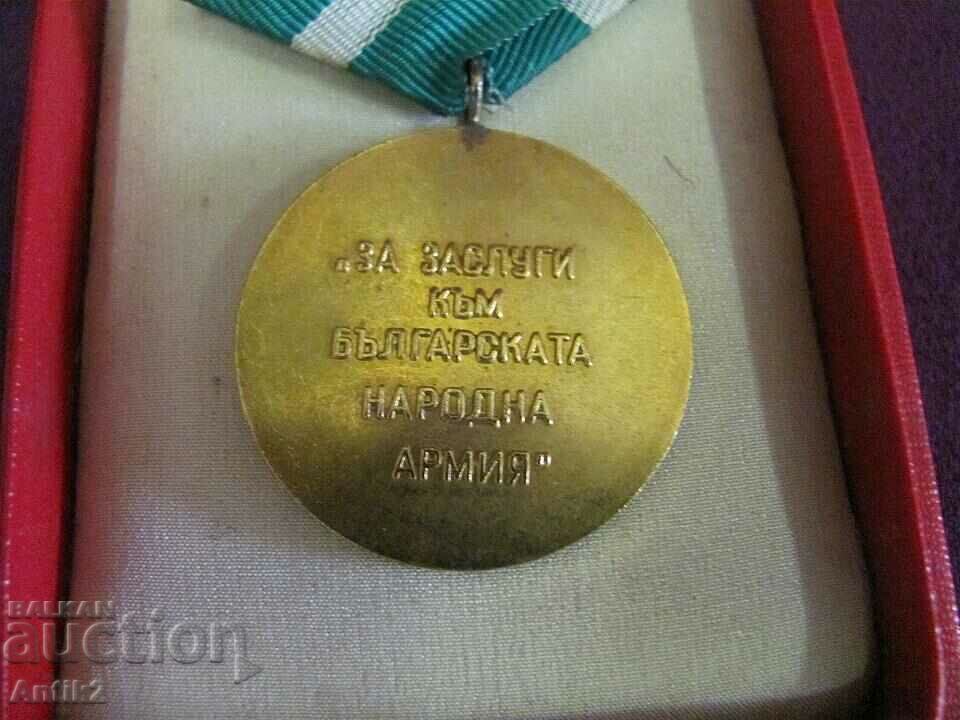 „ЗА ЗАСЛУГИ
КЪМ
БЪЛГАРСКАТА
НАРОДНА
АРМИЯ"
BALKAN
auction
Antik2